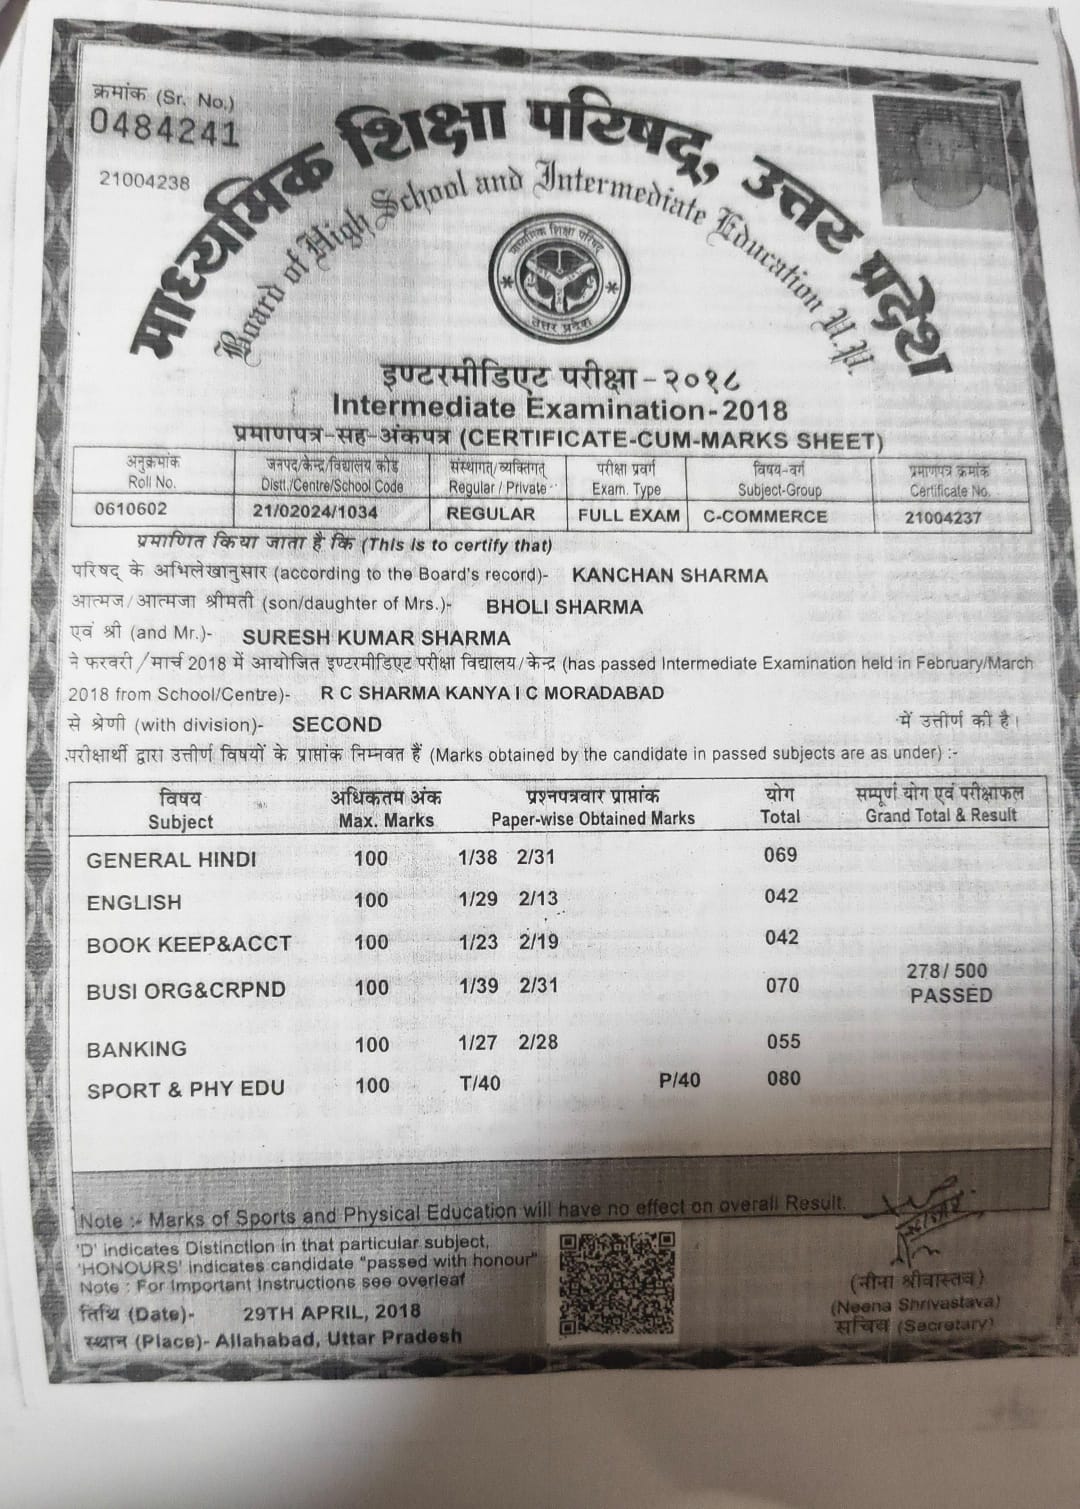 क्रमांक (Sr. No.)
0484241
21004238
माध्यमिक शिक्षा परिषद्, उत्तर प्रदेश
Board of High School and Intermediate Education U.P.
माध्यमिक शिक्षा परिषद
उत्तर प्रदेश
इण्टरमीडिएट परीक्षा - २०१८
Intermediate Examination-2018
प्रमाणपत्र-सह-अंकपत्र (CERTIFICATE-CUM-MARKS SHEET)
अनुक्रमांक जनपद/केन्द्र/विद्यालय कोड संस्थागत/व्यक्तिगत परीक्षा प्रवर्ग विषय-वर्ग प्रमाणपत्र क्रमांक
Roll No. Distt./Centre/School Code Regular / Private Exam. Type Subject-Group Certificate No.
0610602 21/02024/1034 REGULAR FULL EXAM C-COMMERCE 21004237
प्रमाणित किया जाता है कि (This is to certify that)
परिषद् के अभिलेखानुसार (according to the Board's record)- KANCHAN SHARMA
आत्मज/आत्मजा श्रीमती (son/daughter of Mrs.)- BHOLI SHARMA
एवं श्री (and Mr.)- SURESH KUMAR SHARMA
ने फरवरी/मार्च 2018 में आयोजित इण्टरमीडिएट परीक्षा विद्यालय/केन्द्र (has passed Intermediate Examination held in February/March
2018 from School/Centre)- R C SHARMA KANYA I C MORADABAD
से श्रेणी (with division)- SECOND में उत्तीर्ण की है।
परीक्षार्थी द्वारा उत्तीर्ण विषयों के प्राप्तांक निम्नवत हैं (Marks obtained by the candidate in passed subjects are as under) :-
विषय अधिकतम अंक प्रश्नपत्रवार प्राप्तांक योग सम्पूर्ण योग एवं परीक्षाफल
Subject Max. Marks Paper-wise Obtained Marks Total Grand Total & Result
GENERAL HINDI 100 1/38 2/31 069
ENGLISH 100 1/29 2/13 042
BOOK KEEP&ACCT 100 1/23 2/19 042
BUSI ORG&CRPND 100 1/39 2/31 070 278/ 500
PASSED
BANKING 100 1/27 2/28 055
SPORT & PHY EDU 100 T/40 P/40 080
Note :- Marks of Sports and Physical Education will have no effect on overall Result.
'D' indicates Distinction in that particular subject,
'HONOURS' indicates candidate "passed with honour"
Note : For Important Instructions see overleaf
तिथि (Date)- 29TH APRIL, 2018
स्थान (Place)- Allahabad, Uttar Pradesh
(नीना श्रीवास्तव)
(Neena Shrivastava)
सचिव (Secretary)